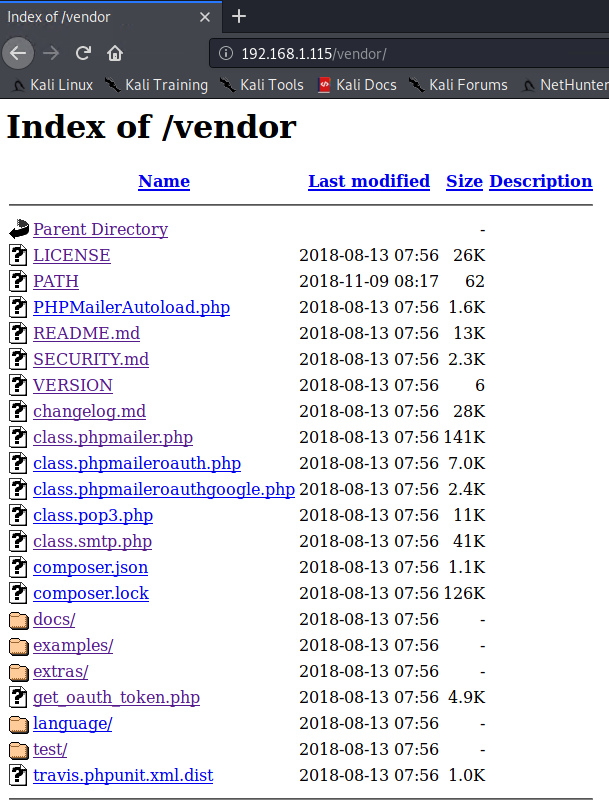 Index of /vendor
192.168.1.115/vendor/
Kali Linux Kali Training Kali Tools Kali Docs Kali Forums NetHunter
Index of /vendor
Name Last modified Size Description
Parent Directory -
LICENSE 2018-08-13 07:56 26K
PATH 2018-11-09 08:17 62
PHPMailerAutoload.php 2018-08-13 07:56 1.6K
README.md 2018-08-13 07:56 13K
SECURITY.md 2018-08-13 07:56 2.3K
VERSION 2018-08-13 07:56 6
changelog.md 2018-08-13 07:56 28K
class.phpmailer.php 2018-08-13 07:56 141K
class.phpmaileroauth.php 2018-08-13 07:56 7.0K
class.phpmaileroauthgoogle.php 2018-08-13 07:56 2.4K
class.pop3.php 2018-08-13 07:56 11K
class.smtp.php 2018-08-13 07:56 41K
composer.json 2018-08-13 07:56 1.1K
composer.lock 2018-08-13 07:56 126K
docs/ 2018-08-13 07:56 -
examples/ 2018-08-13 07:56 -
extras/ 2018-08-13 07:56 -
get_oauth_token.php 2018-08-13 07:56 4.9K
language/ 2018-08-13 07:56 -
test/ 2018-08-13 07:56 -
travis.phpunit.xml.dist 2018-08-13 07:56 1.0K